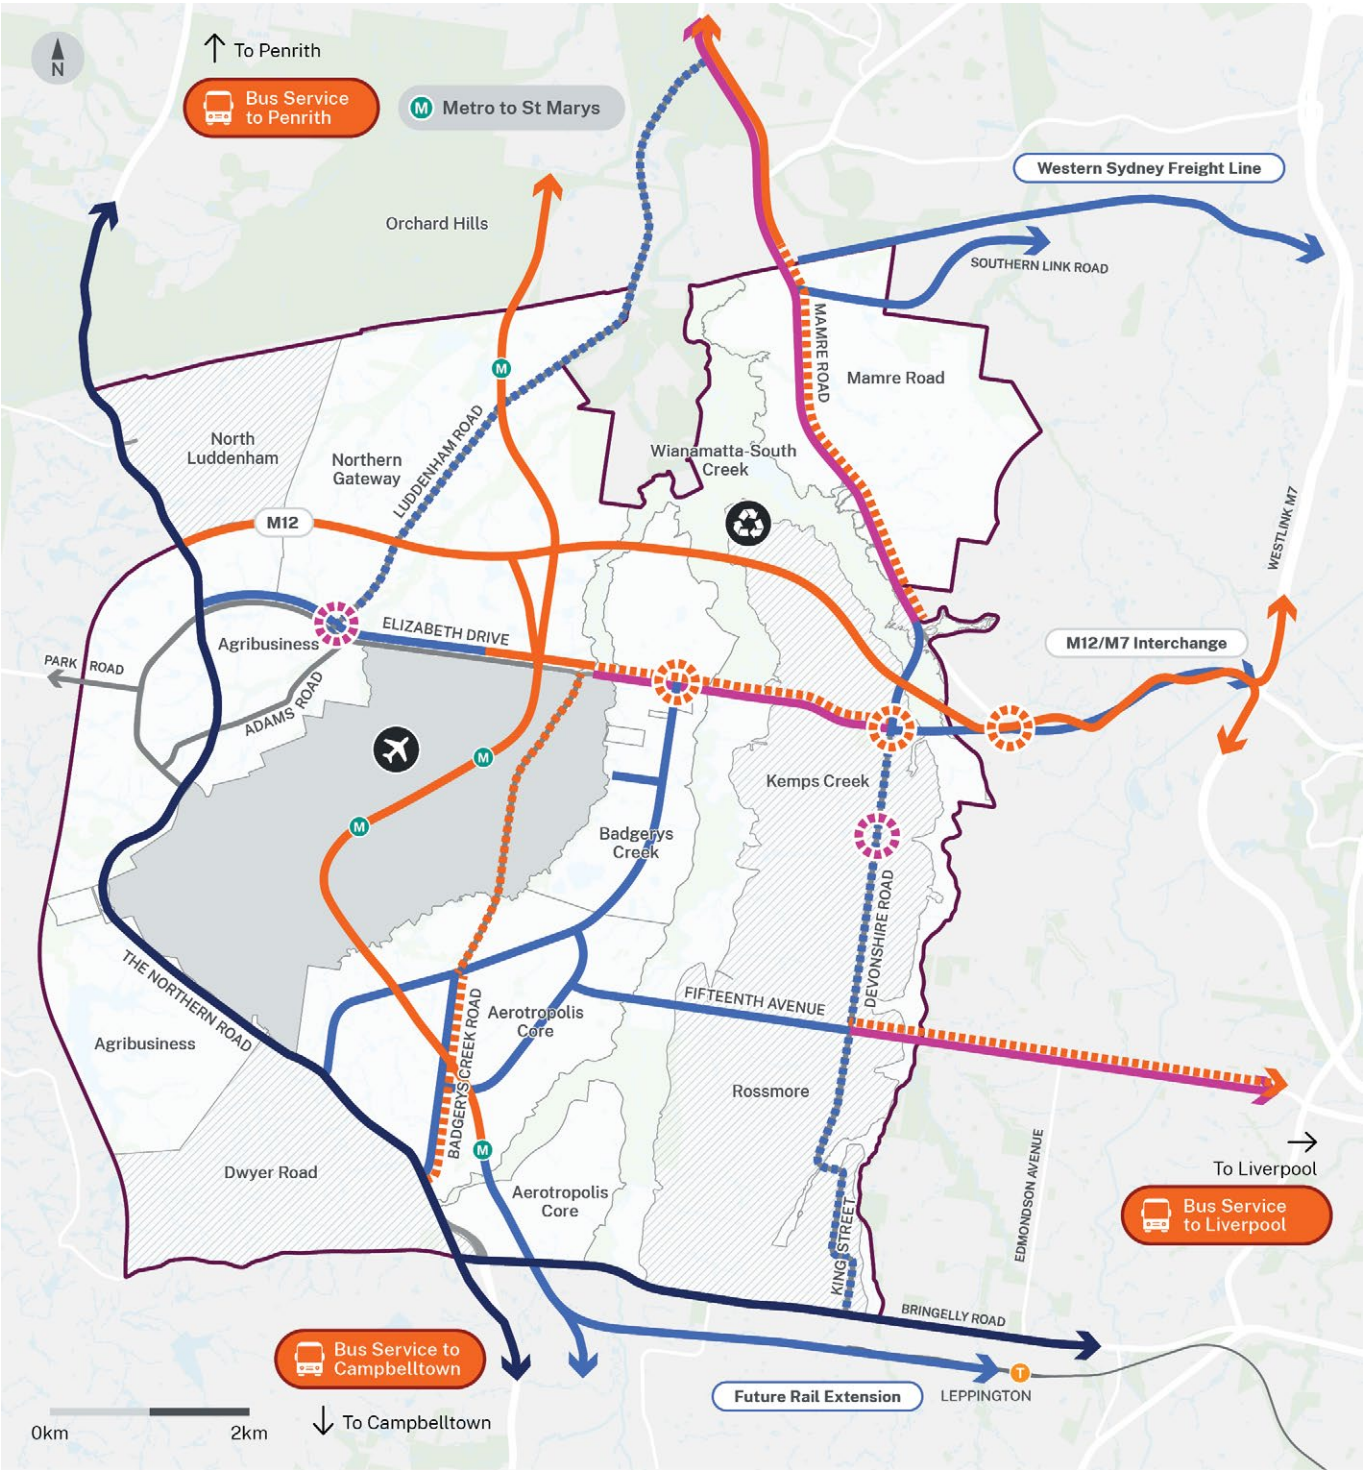 To Penrith
N
Bus Service
to Penrith
M
Metro to St Marys
Western Sydney Freight Line
Orchard Hills
SOUTHERN LINK ROAD
MAMRE ROAD
M
Mamre Road
North
Luddenham
Northern
Gateway
LUDDENHAM ROAD
Wianamatta-South
Creek
M12
WESTLINK M7
ELIZABETH DRIVE
Agribusiness
M12/M7 Interchange
PARK ROAD
ADAMS ROAD
M
Kemps Creek
M
Badgerys
Creek
DEVONSHIRE ROAD
THE NORTHERN ROAD
FIFTEENTH AVENUE
Aerotropolis
Core
BADGERYS CREEK ROAD
Agribusiness
Rossmore
M
Dwyer Road
Aerotropolis
Core
EDMONDSON AVENUE
To Liverpool
Bus Service
to Liverpool
KING STREET
BRINGELLY ROAD
Bus Service to
Campbelltown
T
Future Rail Extension
LEPPINGTON
0km
2km
To Campbelltown